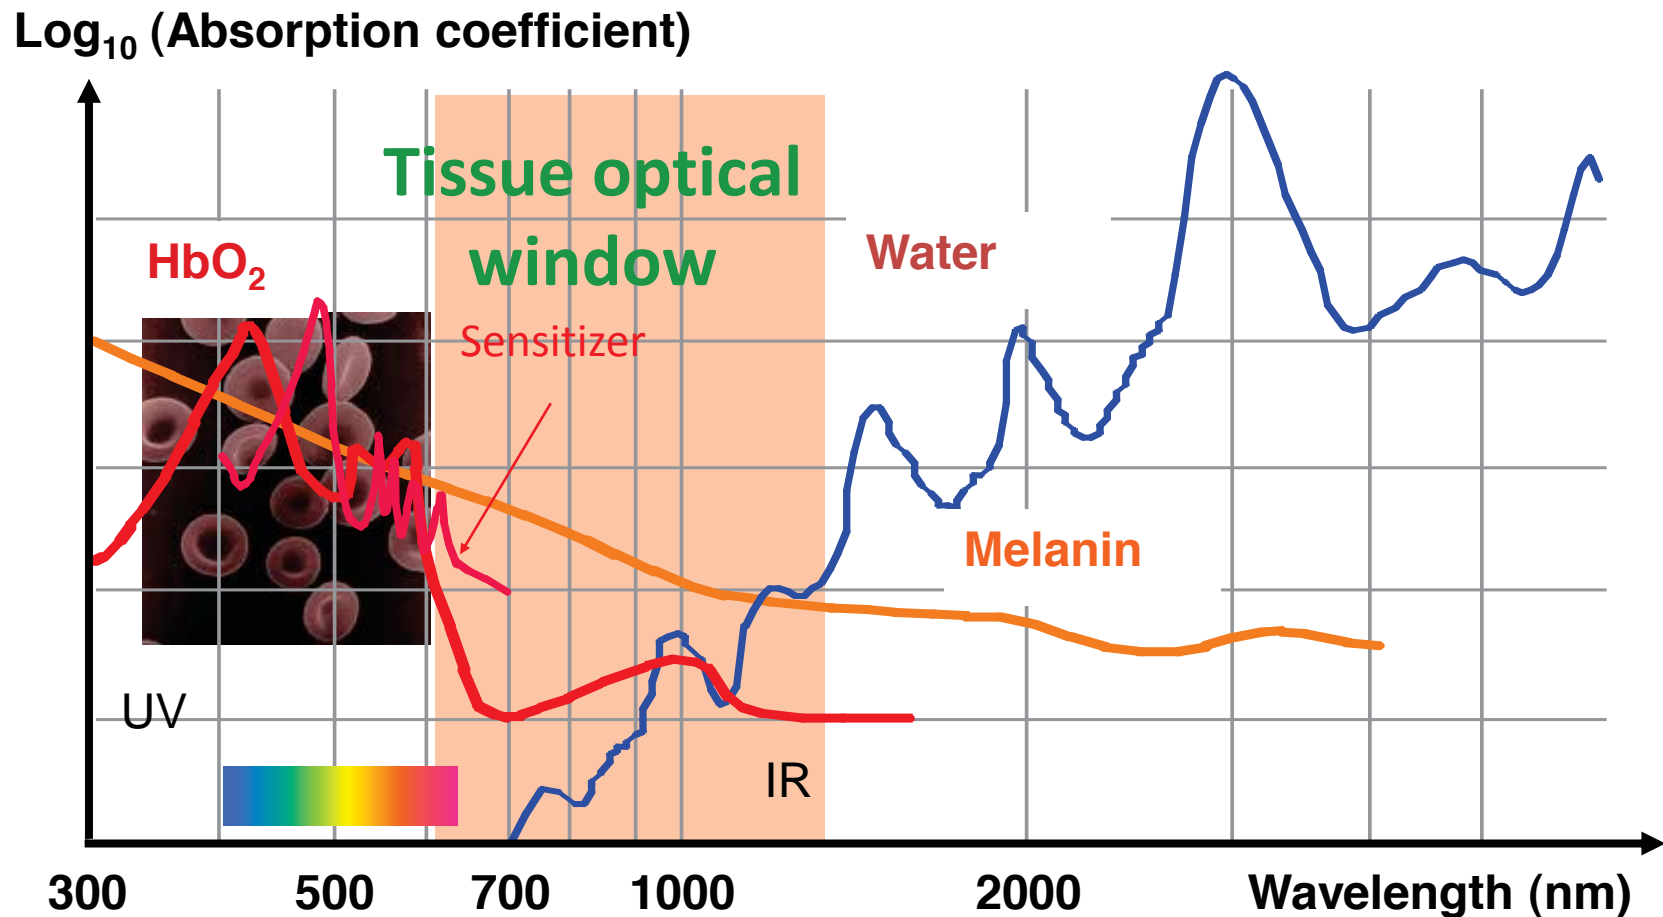 Log₁₀ (Absorption coefficient)
Tissue optical
window
HbO₂
Water
Sensitizer
Melanin
UV
IR
300 500 700 1000 2000 Wavelength (nm)